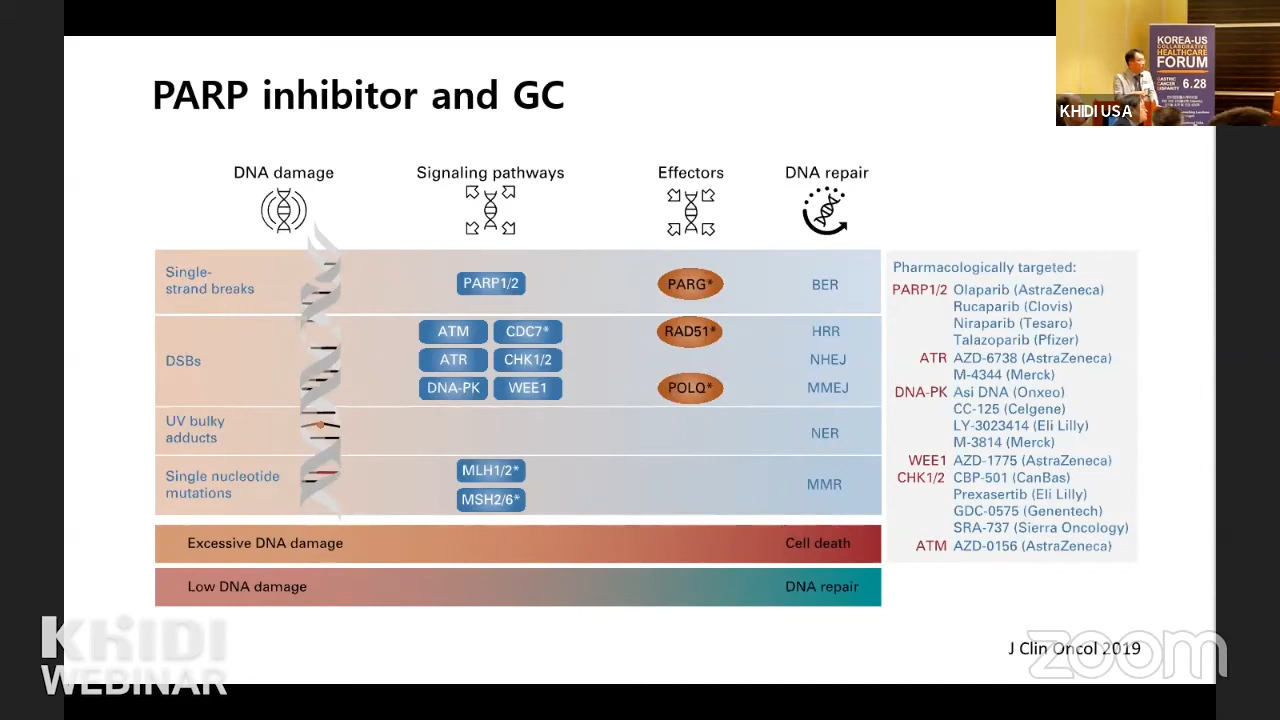 PARP inhibitor and GC
KOREA-US
COLLABORATIVE
HEALTHCARE
FORUM
GASTRIC
CANCER
DISPARITY
6.28
KHIDI USA
DNA damage
Signaling pathways
Effectors
DNA repair
Single-
strand breaks
PARP1/2
PARG*
BER
DSBs
ATM
CDC7*
RAD51*
HRR
ATR
CHK1/2
NHEJ
DNA-PK
WEE1
POLQ*
MMEJ
UV bulky
adducts
NER
Single nucleotide
mutations
MLH1/2*
MSH2/6*
MMR
Excessive DNA damage
Cell death
Low DNA damage
DNA repair
Pharmacologically targeted:
PARP1/2 Olaparib (AstraZeneca)
Rucaparib (Clovis)
Niraparib (Tesaro)
Talazoparib (Pfizer)
ATR AZD-6738 (AstraZeneca)
M-4344 (Merck)
DNA-PK Asi DNA (Onxeo)
CC-125 (Celgene)
LY-3023414 (Eli Lilly)
M-3814 (Merck)
WEE1 AZD-1775 (AstraZeneca)
CHK1/2 CBP-501 (CanBas)
Prexasertib (Eli Lilly)
GDC-0575 (Genentech)
SRA-737 (Sierra Oncology)
ATM AZD-0156 (AstraZeneca)
J Clin Oncol 2019
KHIDI
WEBINAR
zoom